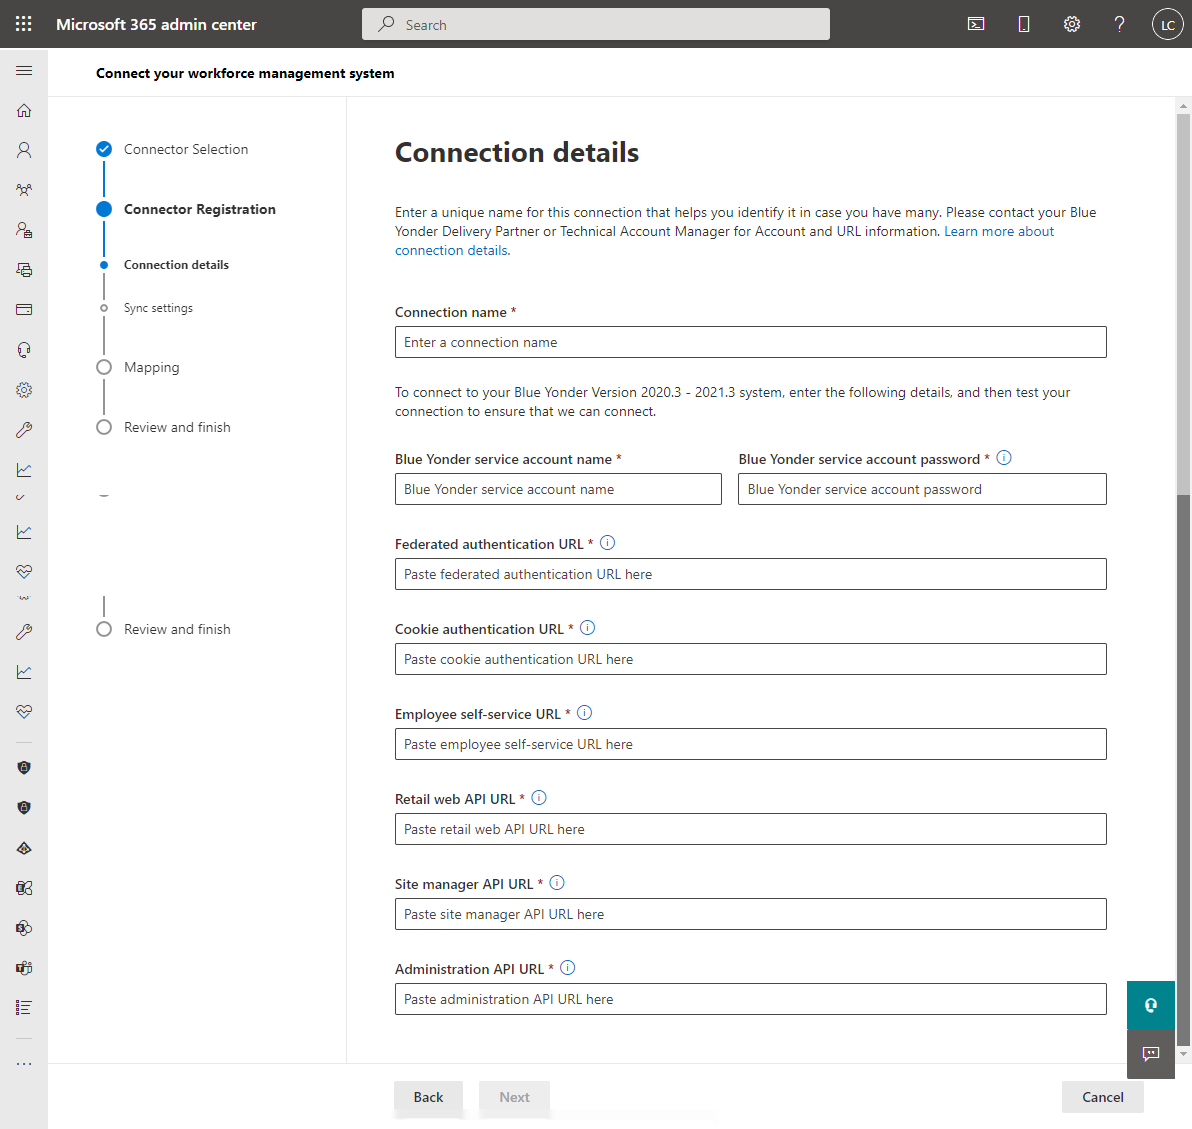 Microsoft 365 admin center
Search
LC
Connect your workforce management system
Connector Selection
Connector Registration
Connection details
Sync settings
Mapping
Review and finish
Review and finish
Connection details
Enter a unique name for this connection that helps you identify it in case you have many. Please contact your Blue
Yonder Delivery Partner or Technical Account Manager for Account and URL information. Learn more about
connection details.
Connection name *
Enter a connection name
To connect to your Blue Yonder Version 2020.3 - 2021.3 system, enter the following details, and then test your
connection to ensure that we can connect.
Blue Yonder service account name * Blue Yonder service account password *
Blue Yonder service account name Blue Yonder service account password
Federated authentication URL *
Paste federated authentication URL here
Cookie authentication URL *
Paste cookie authentication URL here
Employee self-service URL *
Paste employee self-service URL here
Retail web API URL *
Paste retail web API URL here
Site manager API URL *
Paste site manager API URL here
Administration API URL *
Paste administration API URL here
Back Next Cancel